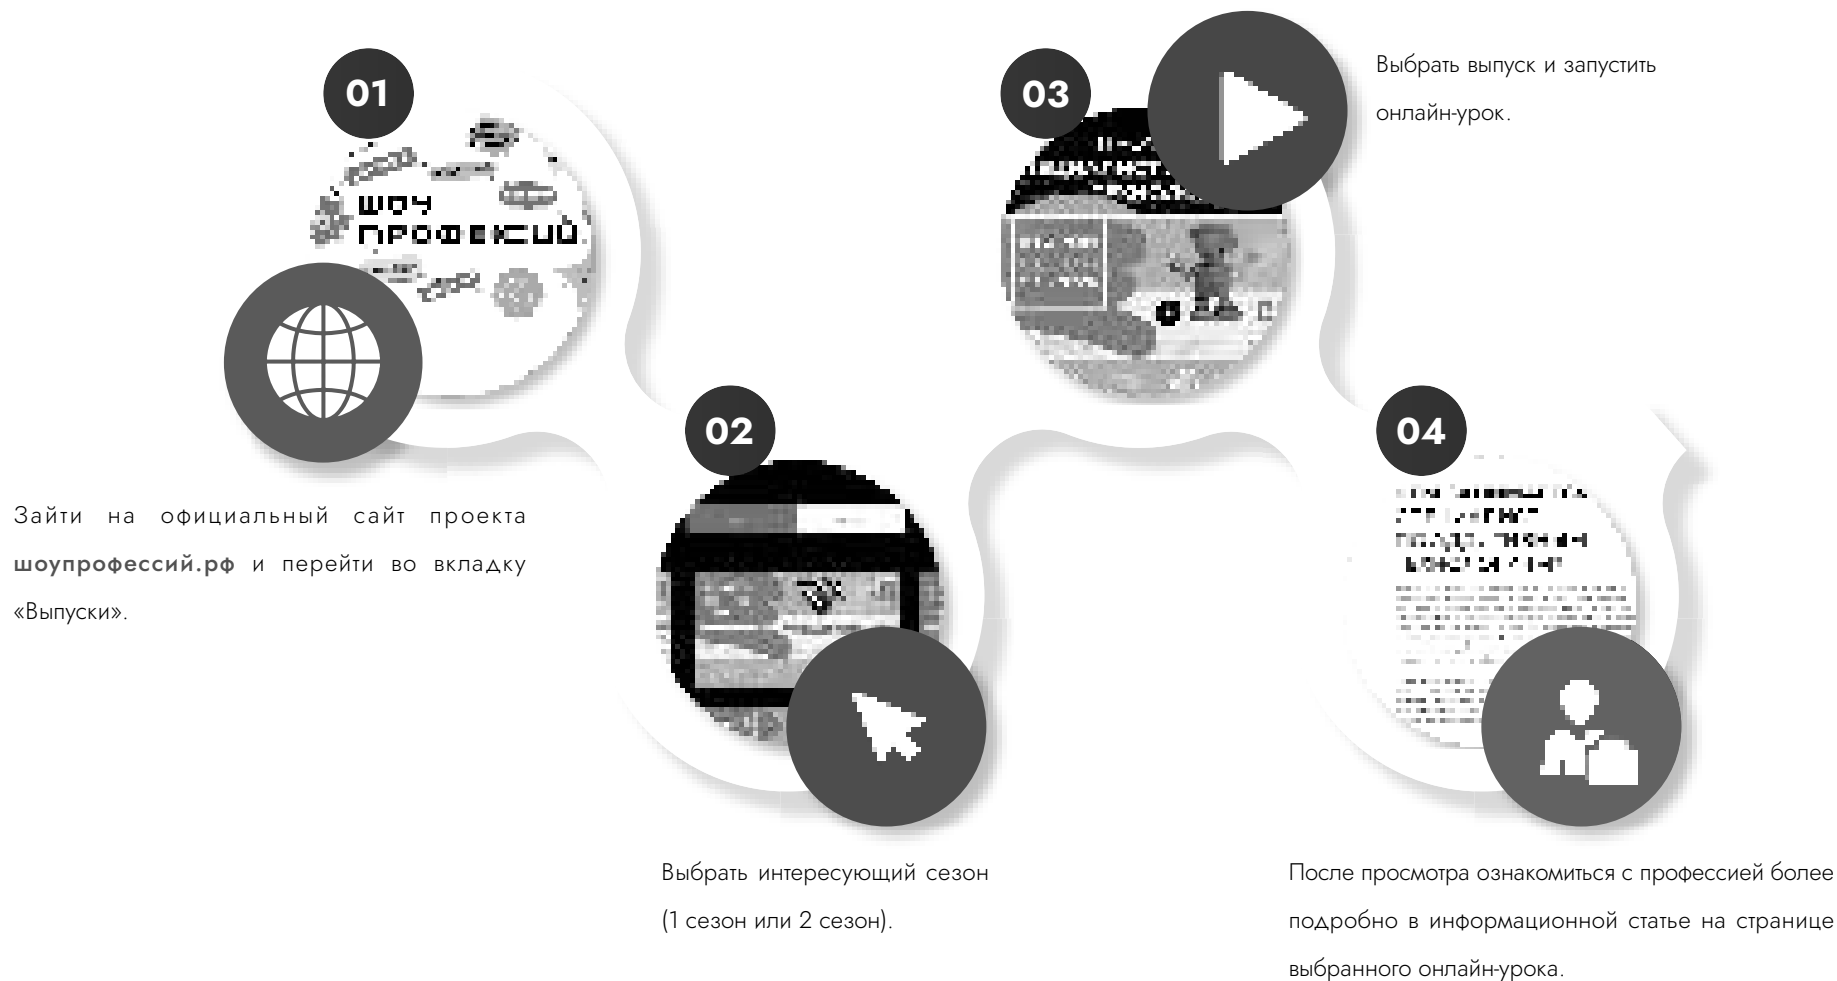 01
ШОУ
ПРОФЕССИЙ
Зайти на официальный сайт проекта
шоупрофессий.рф и перейти во вкладку
«Выпуски».
02
Выбрать интересующий сезон
(1 сезон или 2 сезон).
03
Выбрать выпуск и запустить
онлайн-урок.
04
После просмотра ознакомиться с профессией более
подробно в информационной статье на странице
выбранного онлайн-урока.